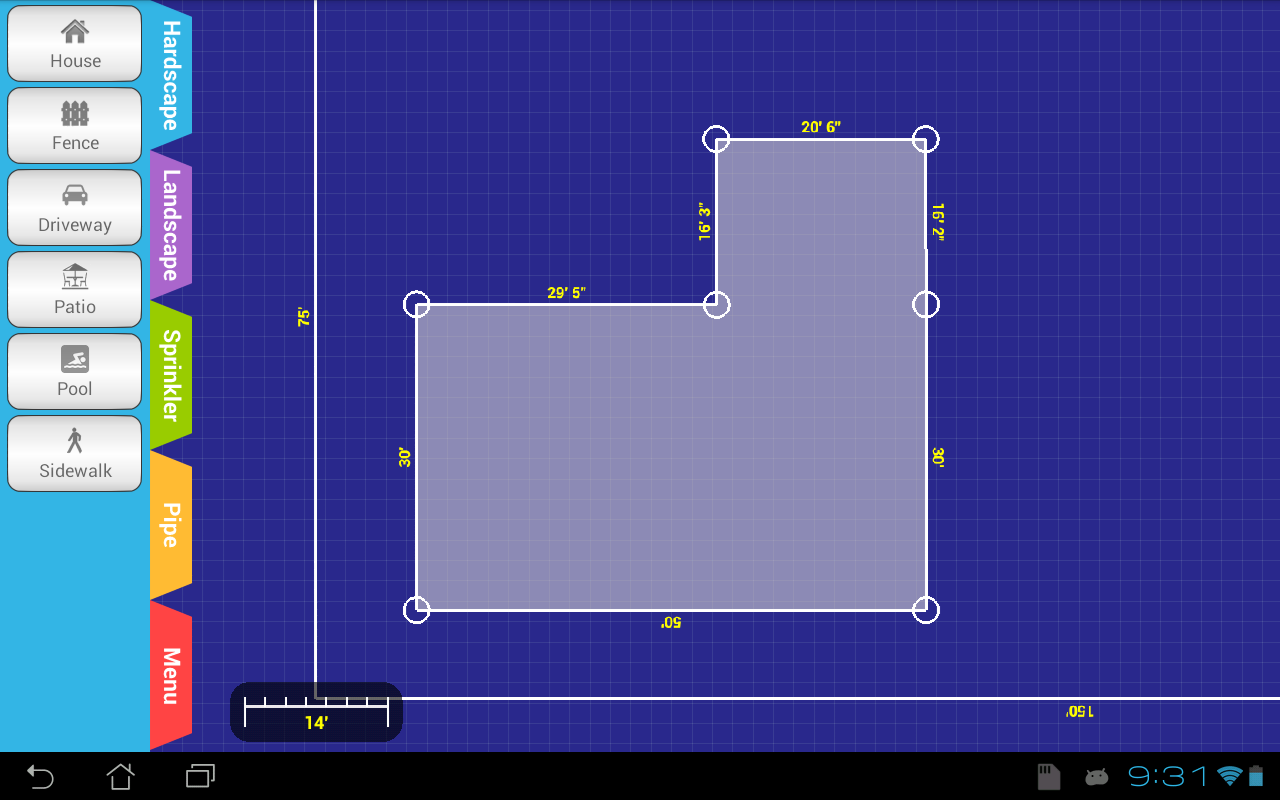 House
Fence
Driveway
Patio
Pool
Sidewalk
Hardscape
Landscape
Sprinkler
Pipe
Menu
20' 6"
16' 3"
16' 2"
29' 5"
75'
30'
30'
50'
14'
150'
9:31